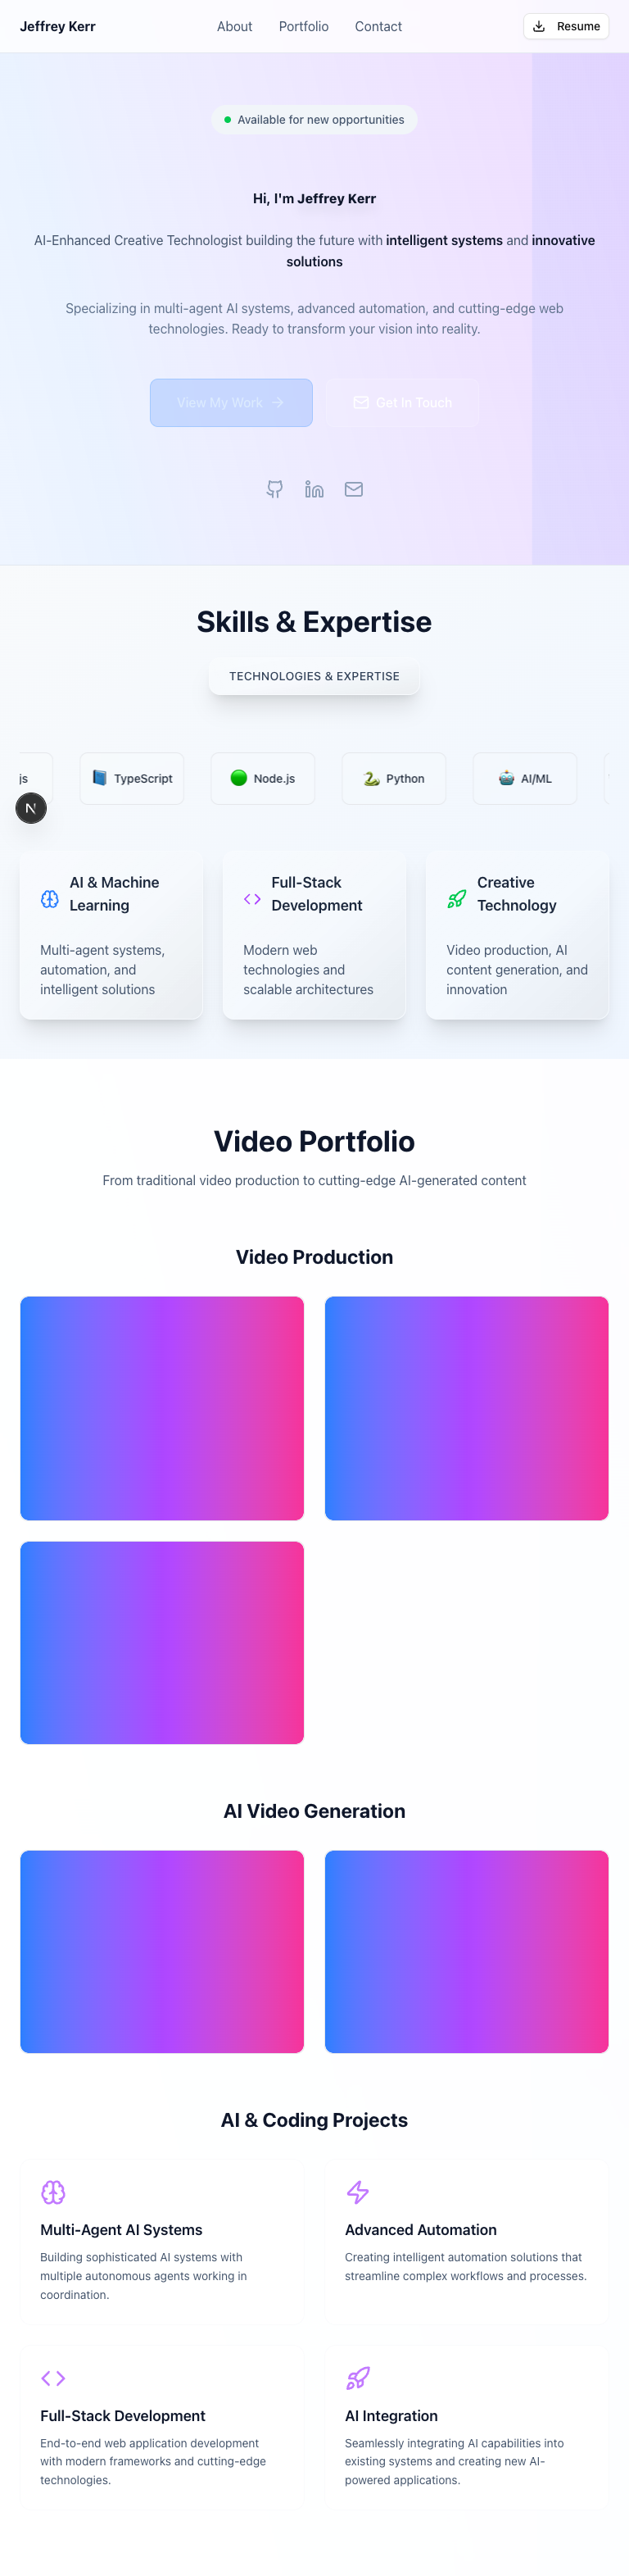 Jeffrey Kerr
About
Portfolio
Contact
Resume
Available for new opportunities
Hi, I'm Jeffrey Kerr
AI-Enhanced Creative Technologist building the future with intelligent systems and innovative
solutions
Specializing in multi-agent AI systems, advanced automation, and cutting-edge web
technologies. Ready to transform your vision into reality.
View My Work
Get In Touch
Skills & Expertise
TECHNOLOGIES & EXPERTISE
js
TypeScript
Node.js
Python
AI/ML
N
AI & Machine
Learning
Multi-agent systems,
automation, and
intelligent solutions
Full-Stack
Development
Modern web
technologies and
scalable architectures
Creative
Technology
Video production, AI
content generation, and
innovation
Video Portfolio
From traditional video production to cutting-edge AI-generated content
Video Production
AI Video Generation
AI & Coding Projects
Multi-Agent AI Systems
Building sophisticated AI systems with
multiple autonomous agents working in
coordination.
Advanced Automation
Creating intelligent automation solutions that
streamline complex workflows and processes.
Full-Stack Development
End-to-end web application development
with modern frameworks and cutting-edge
technologies.
AI Integration
Seamlessly integrating AI capabilities into
existing systems and creating new AI-
powered applications.